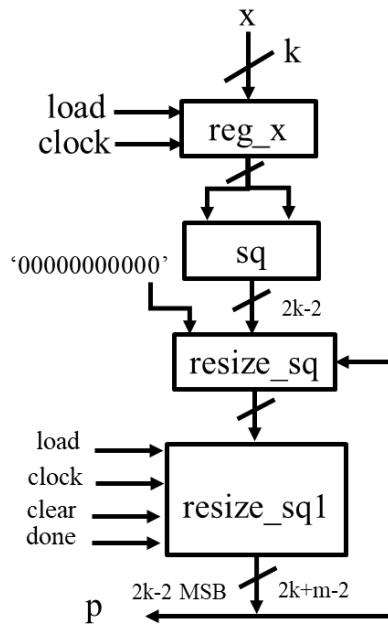 x
k
load
clock
reg_x
sq
‘00000000000’
2k-2
resize_sq
load
clock
clear
done
resize_sq1
2k-2 MSB
2k+m-2
p